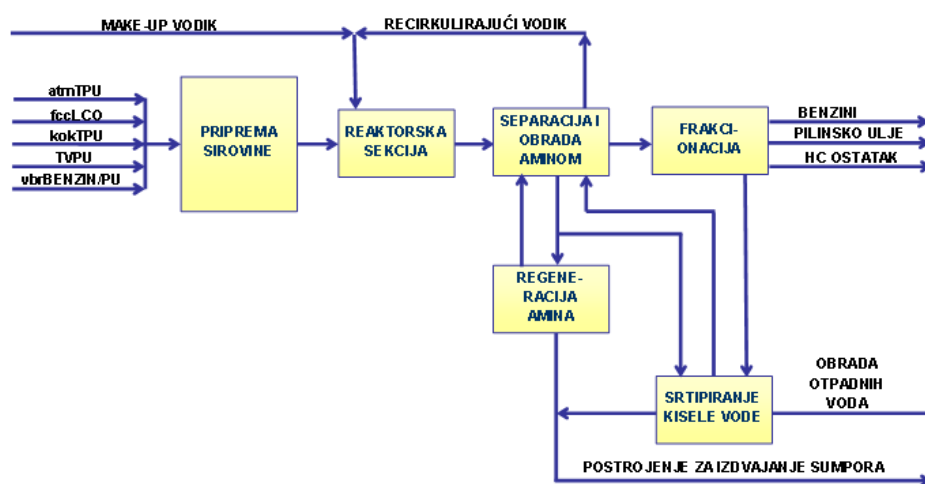 MAKE-UP VODIK
RECIRKULIRAJUĆI VODIK
atmTPU
fccLCO
kokTPU
TVPU
vbrBENZIN/PU
PRIPREMA
SIROVINE
REAKTORSKA
SEKCIJA
SEPARACIJA I
OBRADA
AMINOM
FRAKCI-
ONACIJA
BENZINI
PILINSKO ULJE
HC OSTATAK
REGENE-
RACIJA
AMINA
SRTIPIRANJE
KISELE VODE
OBRADA
OTPADNIH
VODA
POSTROJENJE ZA IZDVAJANJE SUMPORA